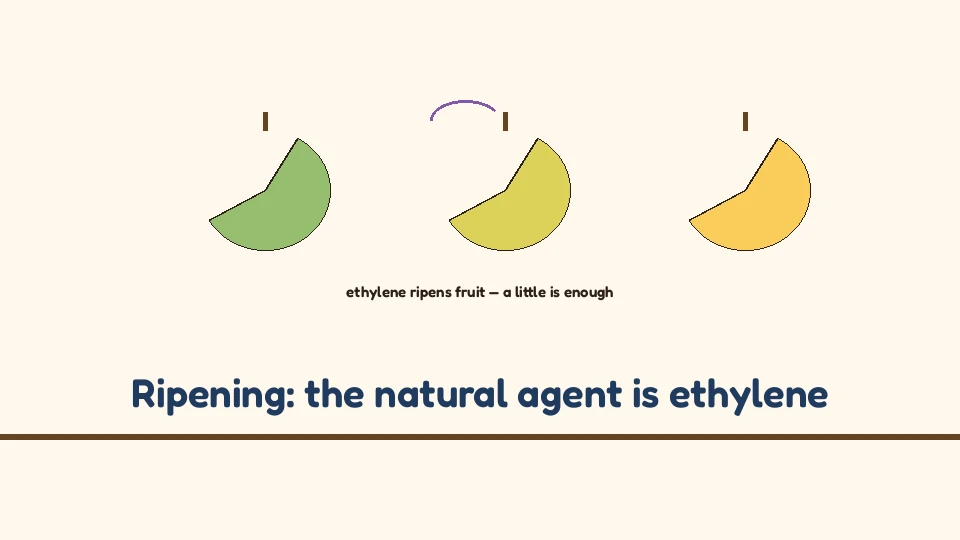 ethylene ripens fruit — a little is enough
Ripening: the natural agent is ethylene